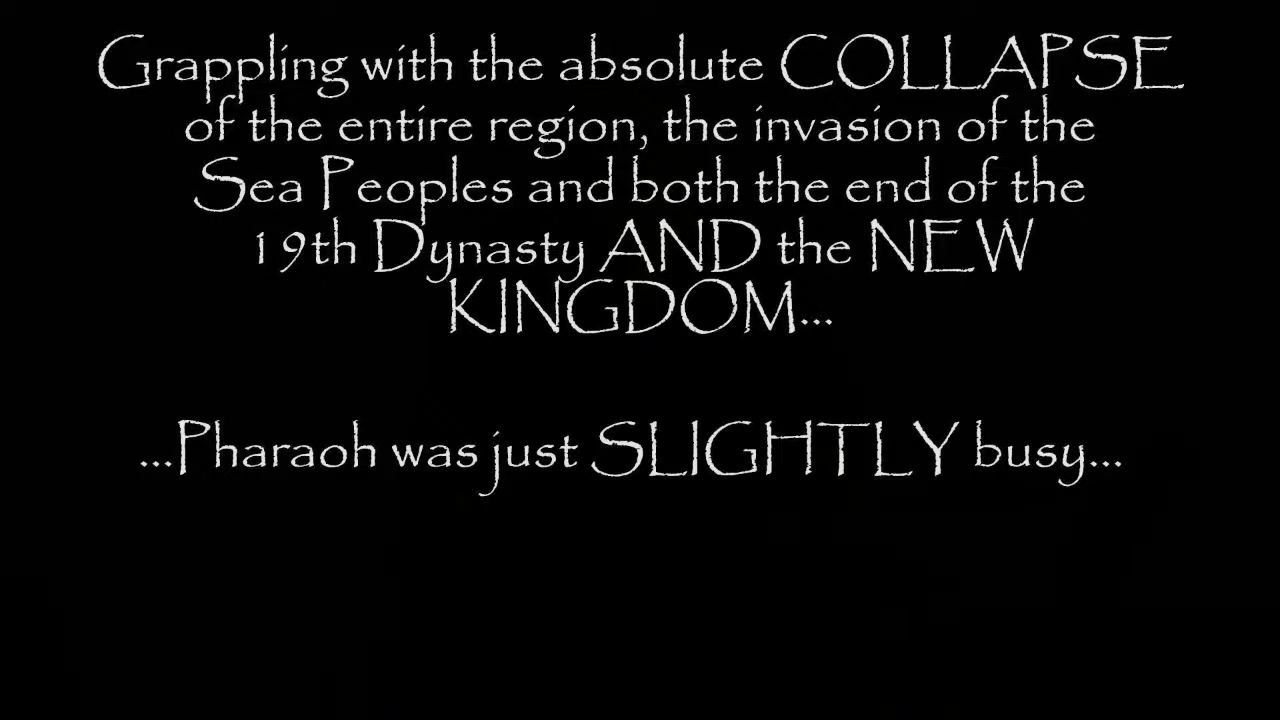 Grappling with the absolute COLLAPSE
of the entire region, the invasion of the
Sea Peoples and both the end of the
19th Dynasty AND the NEW
KINGDOM...
...Pharaoh was just SLIGHTLY busy...